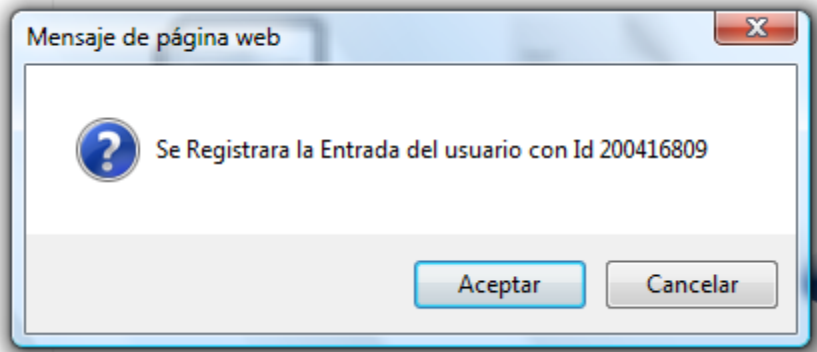 Mensaje de página web
Se Registrara la Entrada del usuario con Id 200416809
Aceptar
Cancelar